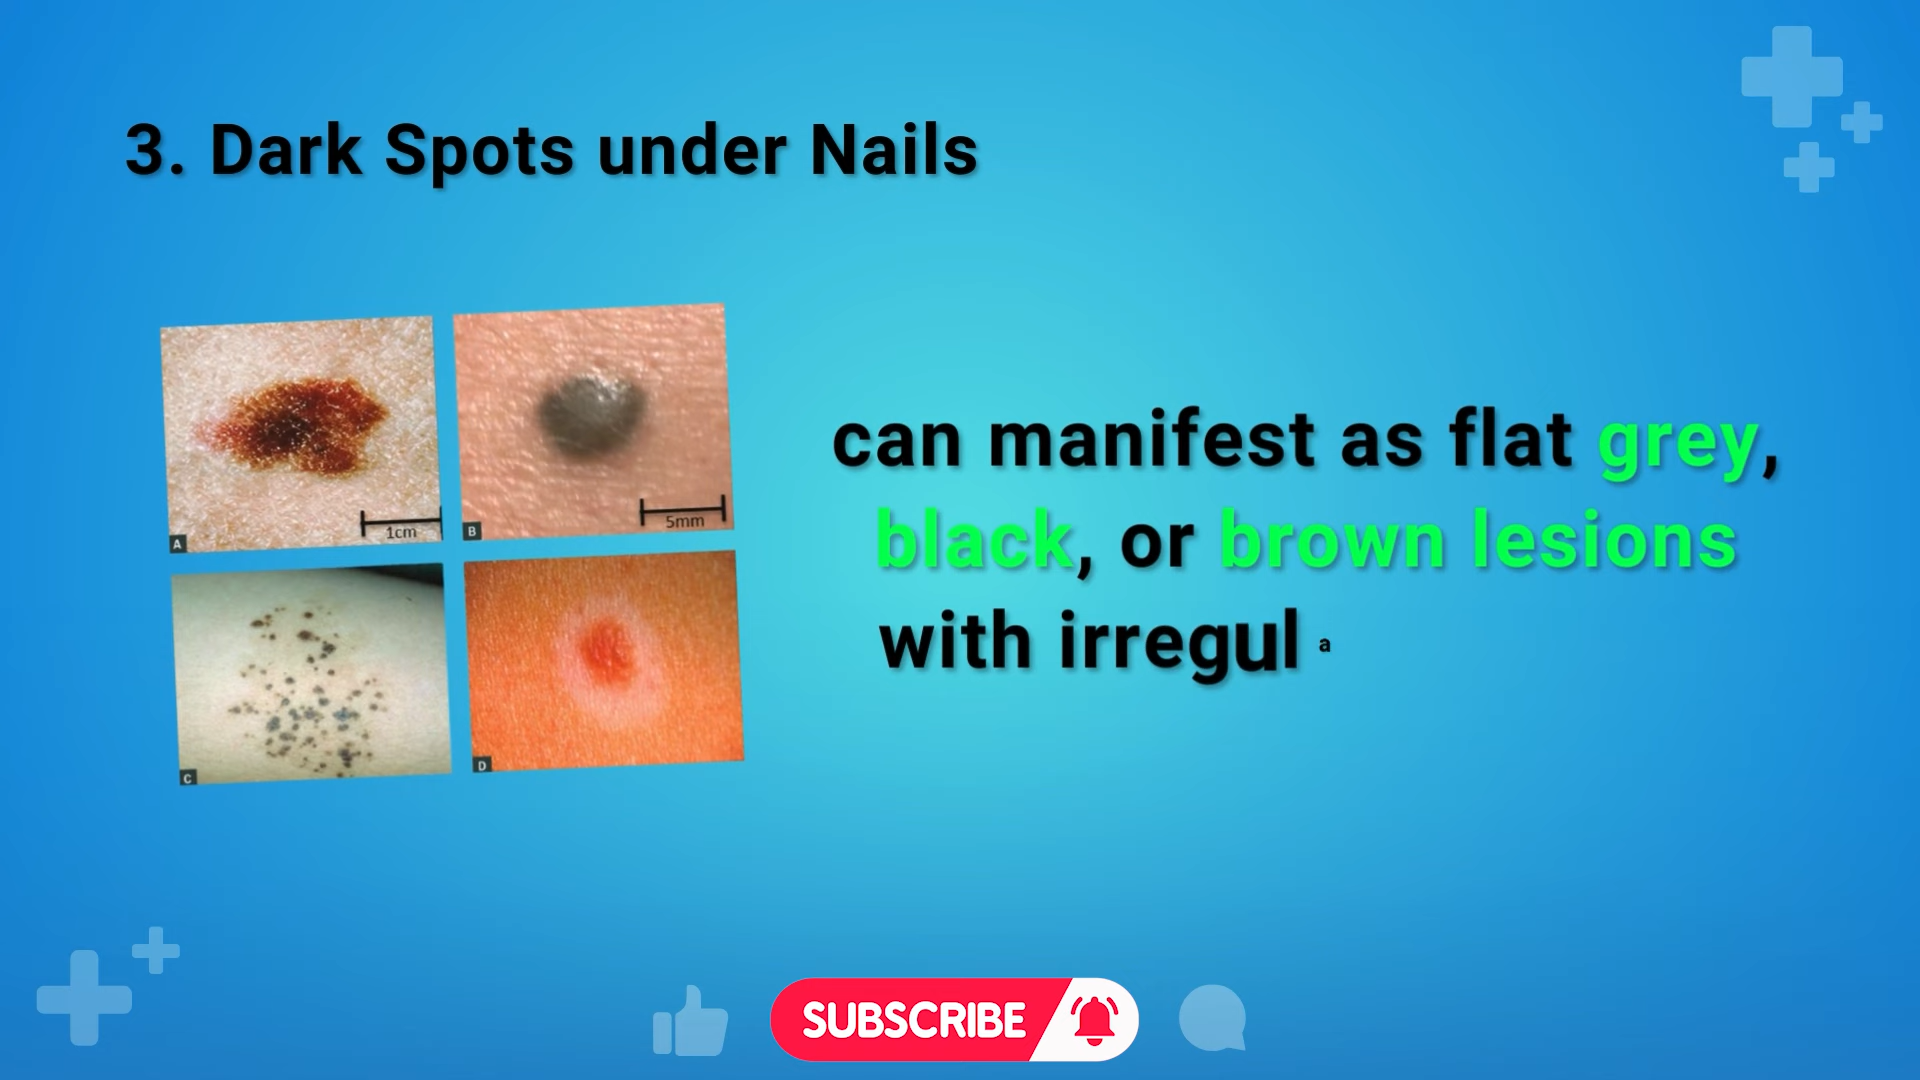 3. Dark Spots under Nails
1cm
A
5mm
B
C
D
can manifest as flat grey,
black, or brown lesions
with irregul a
SUBSCRIBE